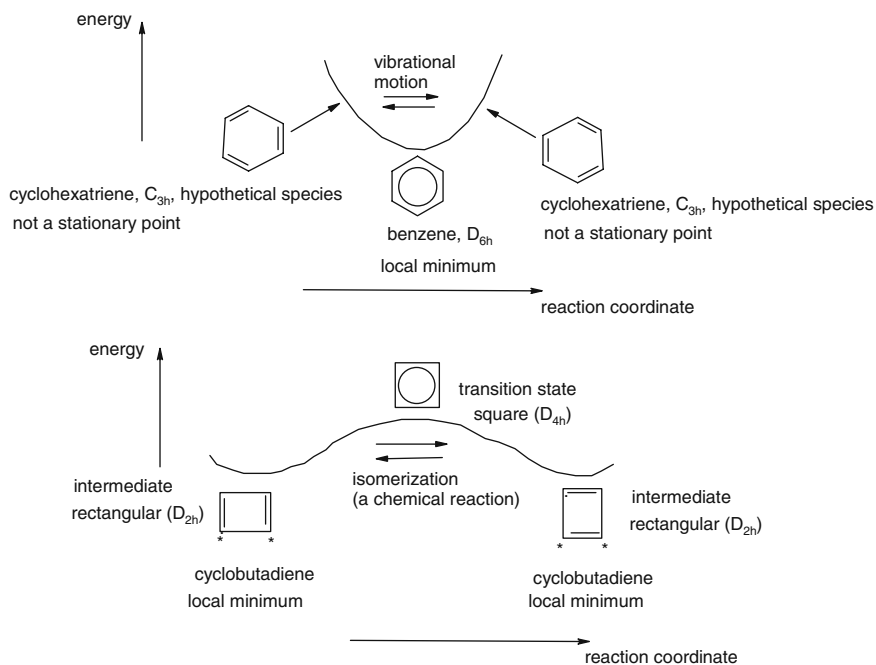 energy
vibrational
motion
cyclohexatriene, C3h, hypothetical species
not a stationary point
cyclohexatriene, C3h, hypothetical species
not a stationary point
benzene, D6h
local minimum
reaction coordinate
energy
transition state
square (D4h)
isomerization
(a chemical reaction)
intermediate
rectangular (D2h)
intermediate
rectangular (D2h)
* *
* *
cyclobutadiene
local minimum
cyclobutadiene
local minimum
reaction coordinate